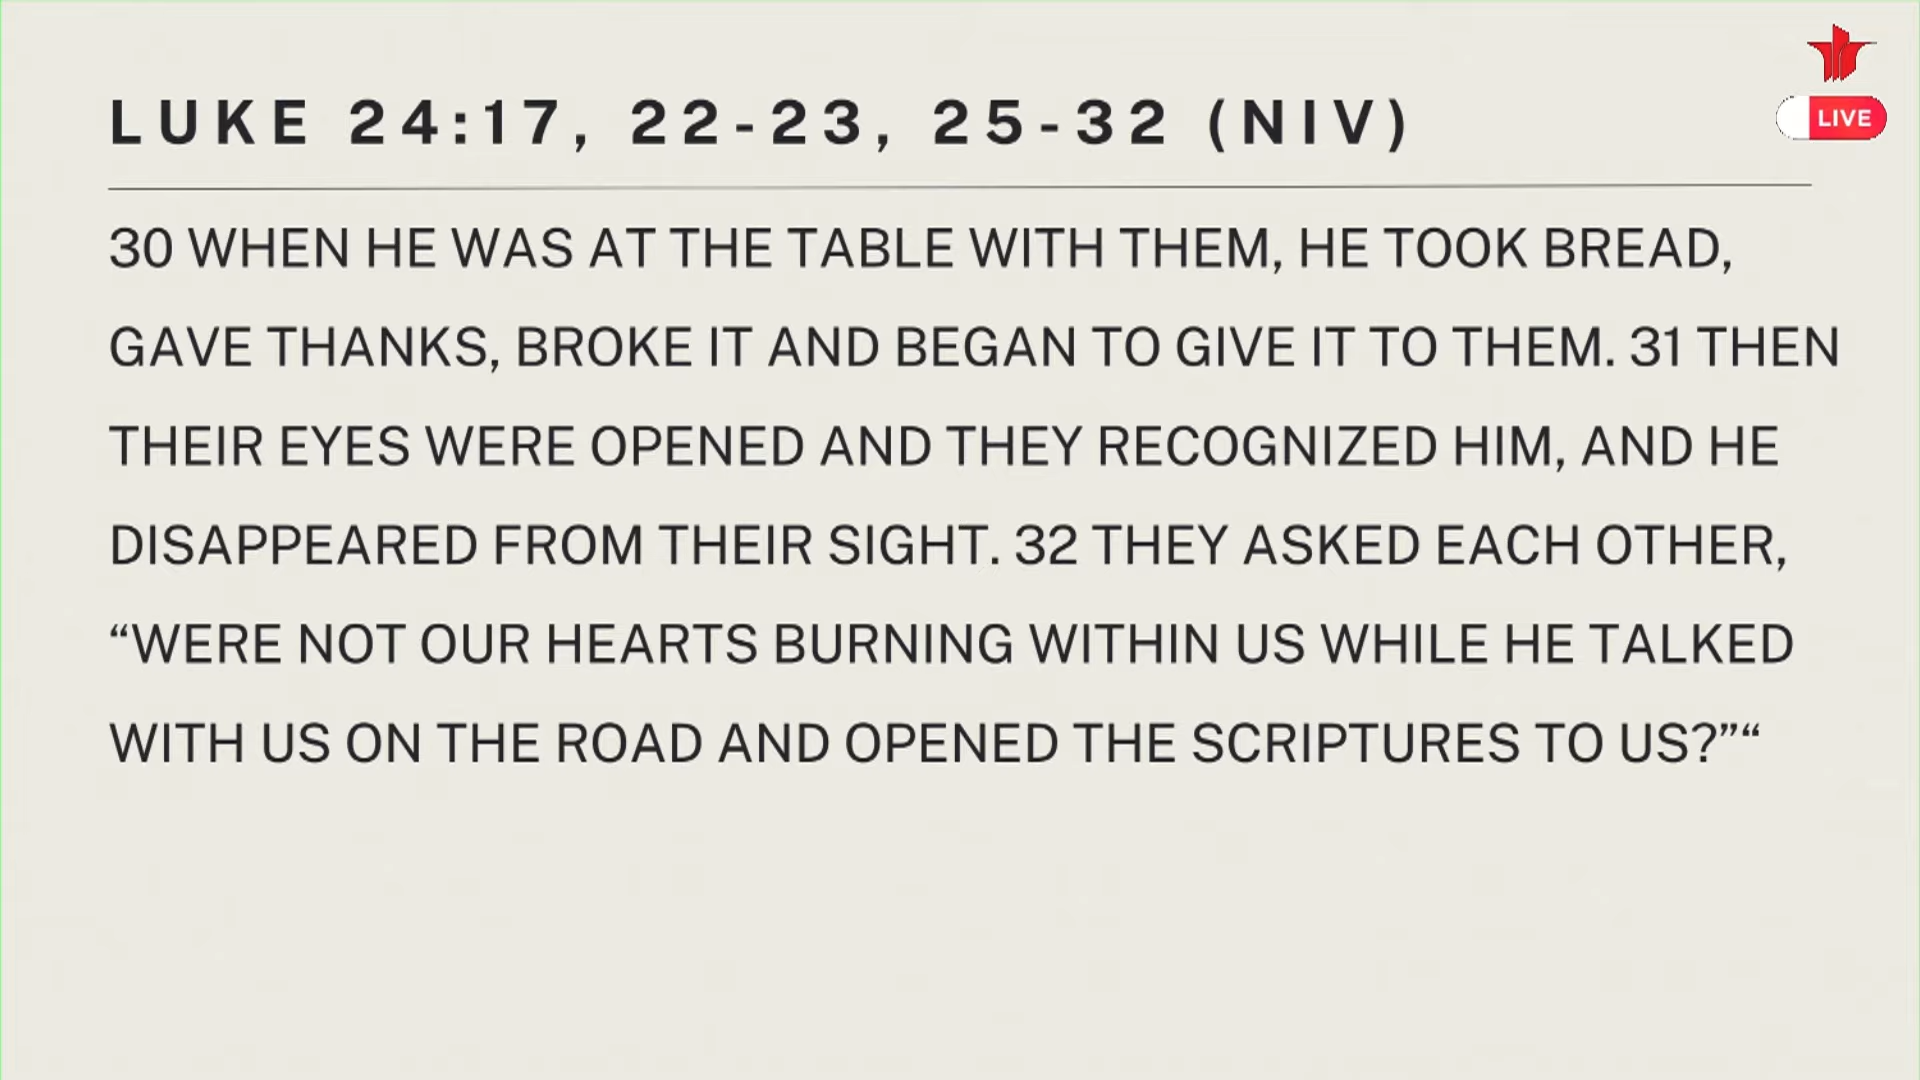 LUKE 24:17, 22-23, 25-32 (NIV)
LIVE
30 WHEN HE WAS AT THE TABLE WITH THEM, HE TOOK BREAD,
GAVE THANKS, BROKE IT AND BEGAN TO GIVE IT TO THEM. 31 THEN
THEIR EYES WERE OPENED AND THEY RECOGNIZED HIM, AND HE
DISAPPEARED FROM THEIR SIGHT. 32 THEY ASKED EACH OTHER,
“WERE NOT OUR HEARTS BURNING WITHIN US WHILE HE TALKED
WITH US ON THE ROAD AND OPENED THE SCRIPTURES TO US?”“